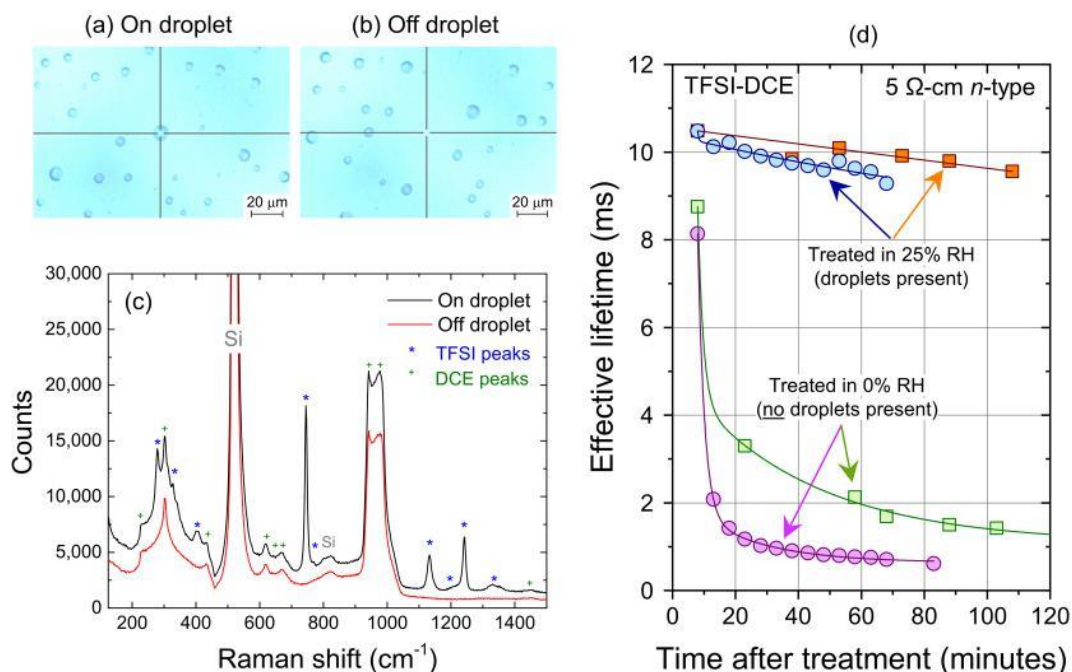 (a) On droplet
(b) Off droplet
20 μm
20 μm
(c)
30,000
25,000
20,000
15,000
10,000
5,000
0
Counts
Si
On droplet
Off droplet
* TFSI peaks
+ DCE peaks
Si
200 400 600 800 1000 1200 1400
Raman shift (cm⁻¹)
(d)
TFSI-DCE
5 Ω-cm n-type
12
10
8
6
4
2
0
Effective lifetime (ms)
Treated in 25% RH
(droplets present)
Treated in 0% RH
(no droplets present)
0 20 40 60 80 100 120
Time after treatment (minutes)